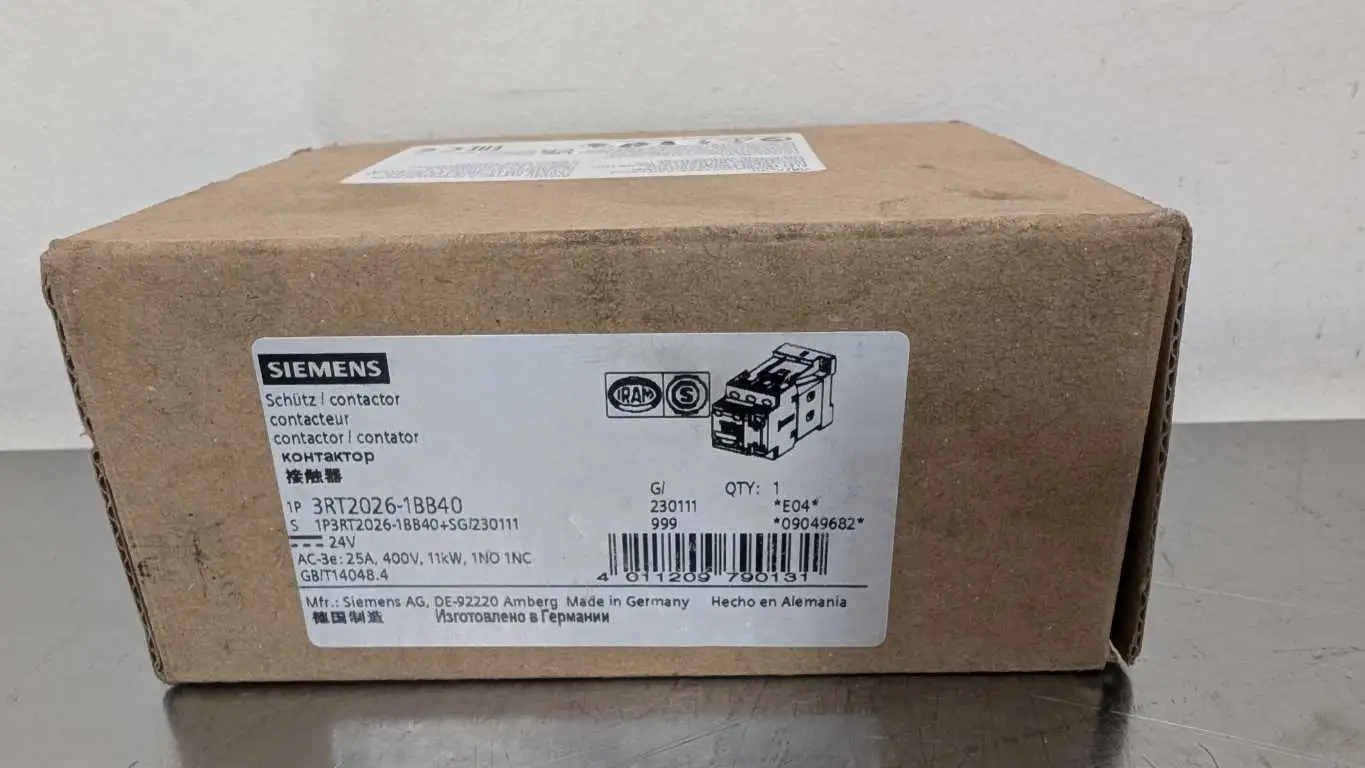 SIEMENS
Schütz / contactor
contacteur
contactor / contator
контактор
接触器
IRAM S
1P 3RT2026-1BB40
S 1P3RT2026-1BB40+SG/230111
24V
AC-3e: 25A, 400V, 11kW, 1NO 1NC
GB/T14048.4
G/ QTY: 1
230111 *E04*
999 *09049682*
4 011209 790131
Mfr.: Siemens AG, DE-92220 Amberg Made in Germany Hecho en Alemania
德国制造 Изготовлено в Германии